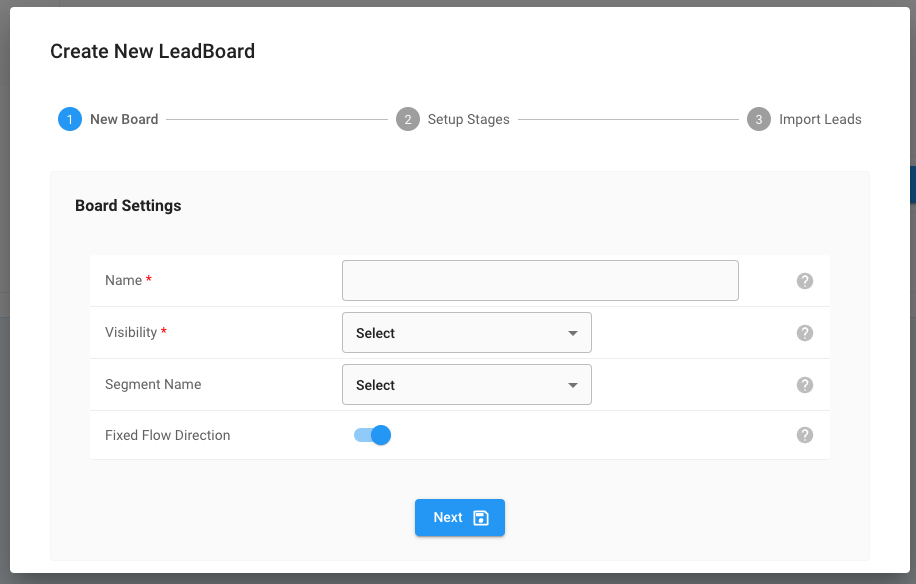 Create New LeadBoard
1 New Board 2 Setup Stages 3 Import Leads
Board Settings
Name * ?
Visibility * Select ?
Segment Name Select ?
Fixed Flow Direction ?
Next